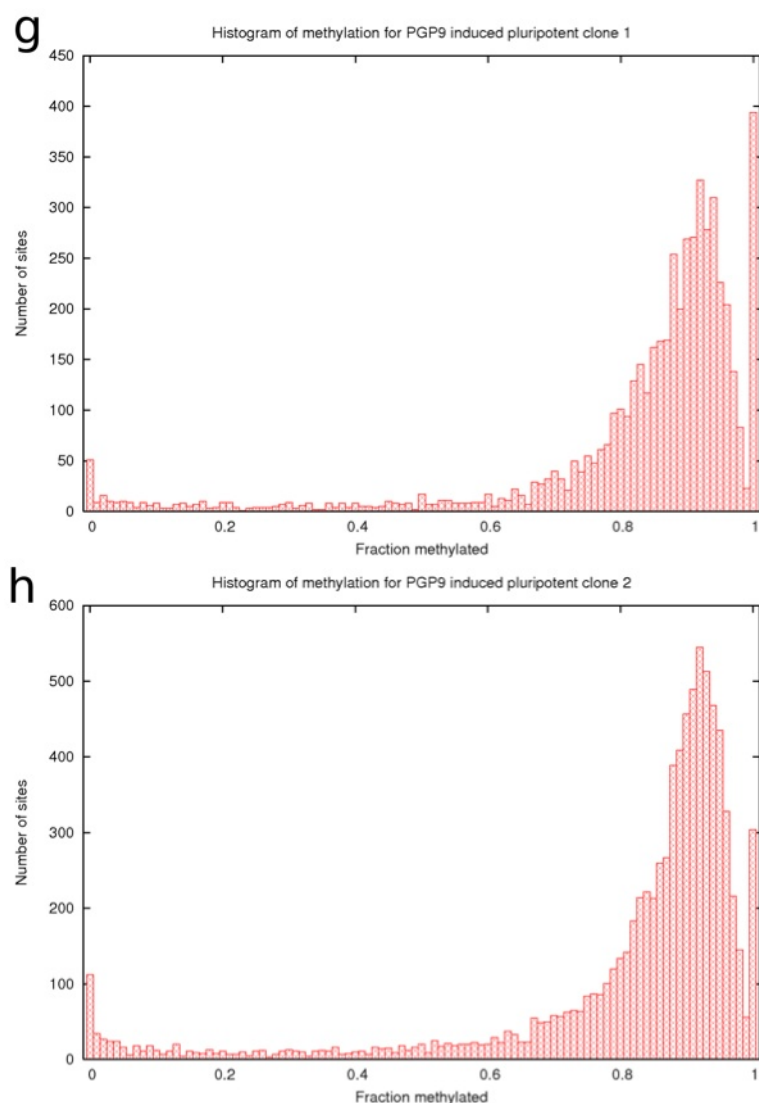 g
Histogram of methylation for PGP9 induced pluripotent clone 1
450
400
350
300
250
200
150
100
50
0
Number of sites
0 0.2 0.4 0.6 0.8 1
Fraction methylated
h
Histogram of methylation for PGP9 induced pluripotent clone 2
600
500
400
300
200
100
0
Number of sites
0 0.2 0.4 0.6 0.8 1
Fraction methylated